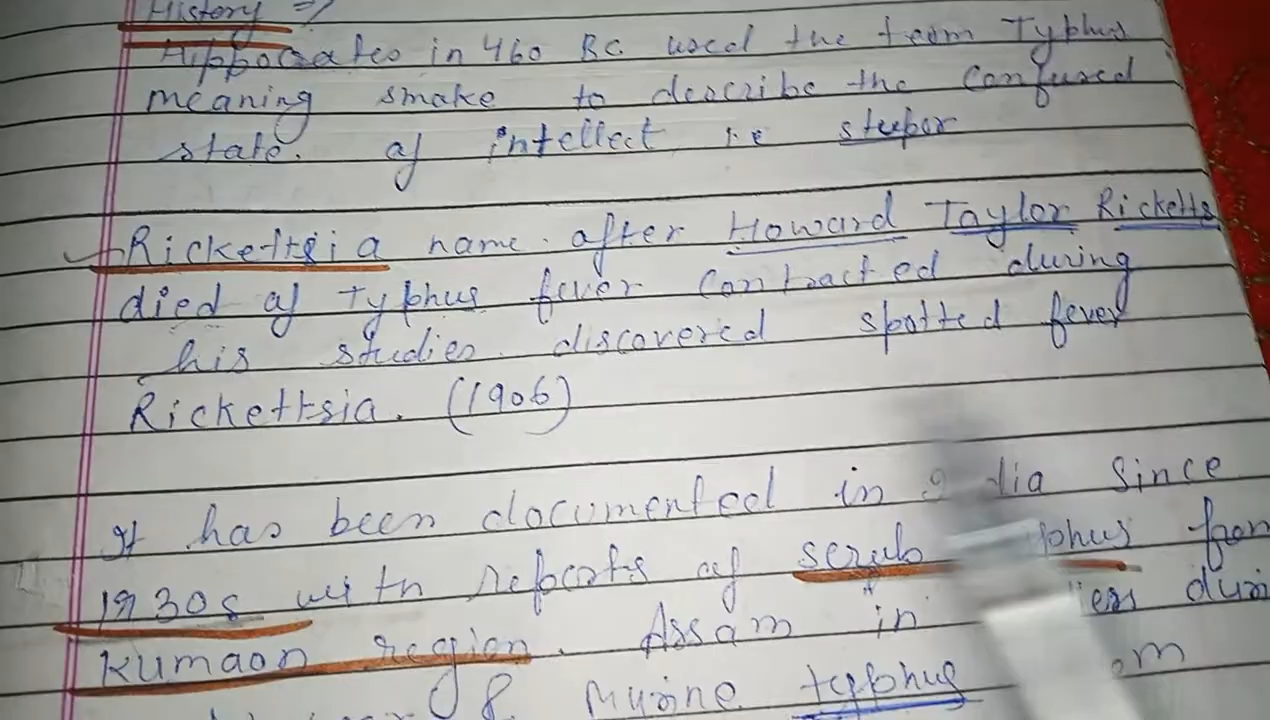 History =>
Hippocrates in 460 BC used the term Typhus
meaning smoke to describe the confused
state. of intellect i.e stupor
Rickettsia name after Howard Taylor Ricketts
died of typhus fever contracted during
his studies. discovered spotted fever
Rickettsia. (1906)
It has been documented in since
1930s with reports of scrub from
Kumaon region. Assam in
& Murine typhus